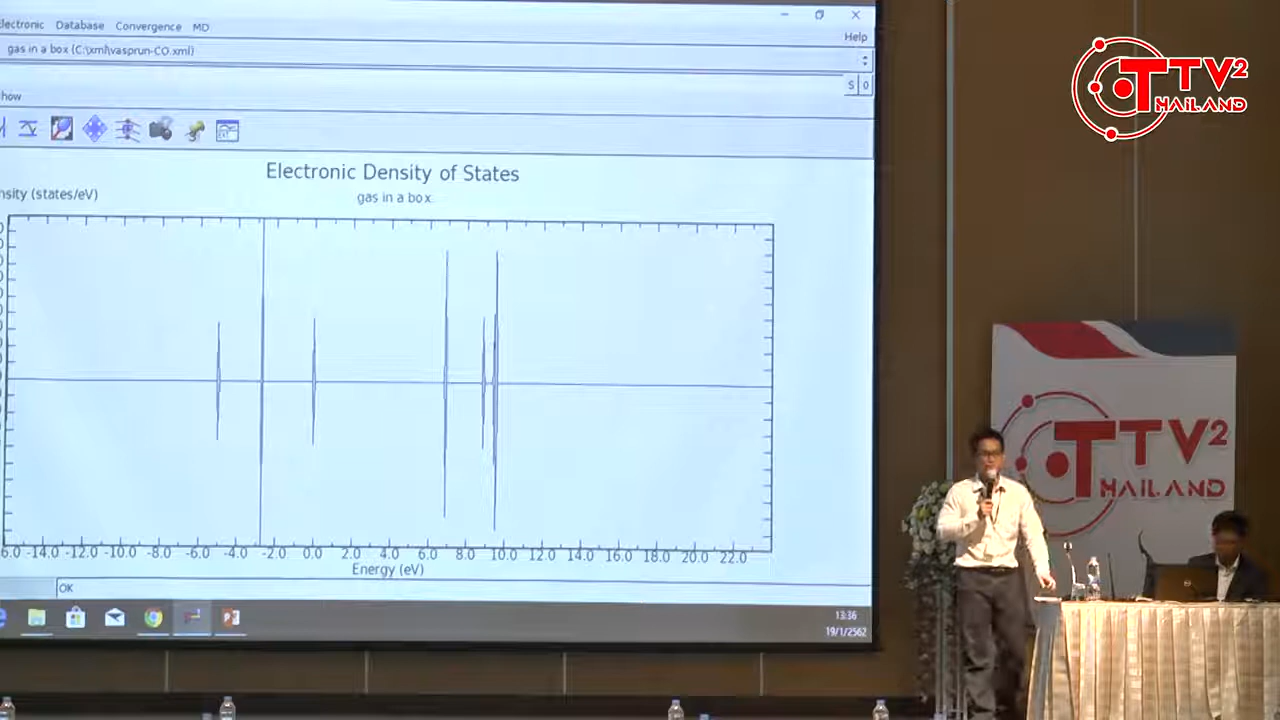 Electronic Database Convergence MD
Help
gas in a box (C:\xml\vasprun-CO.xml)
S 0
how
Electronic Density of States
gas in a box
nsity (states/eV)
6.0 -14.0 -12.0 -10.0 -8.0 -6.0 -4.0 -2.0 0.0 2.0 4.0 6.0 8.0 10.0 12.0 14.0 16.0 18.0 20.0 22.0
Energy (eV)
OK
13:36
19/1/2562
TTV2
THAILAND
TTV2
THAILAND